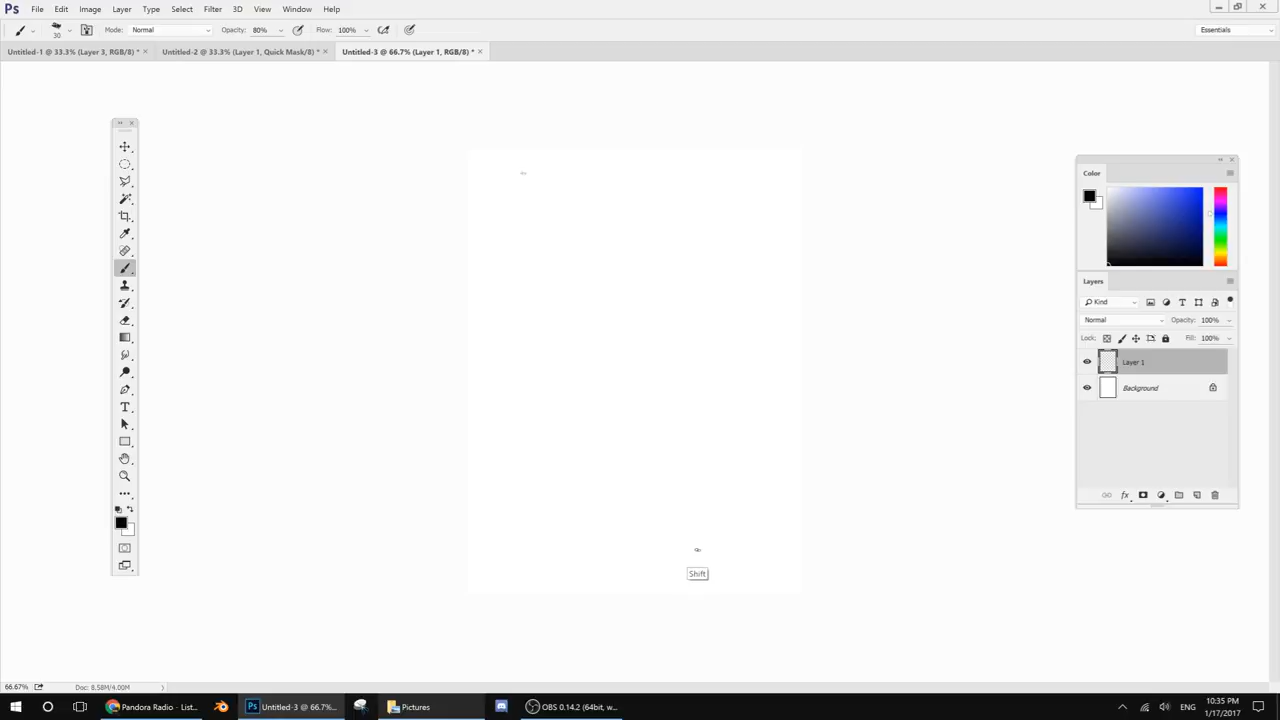 Ps File Edit Image Layer Type Select Filter 3D View Window Help
30 Mode: Normal Opacity: 80% Flow: 100% Essentials
Untitled-1 @ 33.3% (Layer 3, RGB/8) * × Untitled-2 @ 33.3% (Layer 1, Quick Mask/8) * × Untitled-3 @ 66.7% (Layer 1, RGB/8) * ×
Color
Layers
Kind
Normal Opacity: 100%
Lock: Fill: 100%
Layer 1
Background
fx
Shift
66.67% Doc: 8.58M/4.00M
Pandora Radio - List... Ps Untitled-3 @ 66.7%... Pictures OBS 0.14.2 (64bit, w... ENG 10:35 PM
1/17/2017